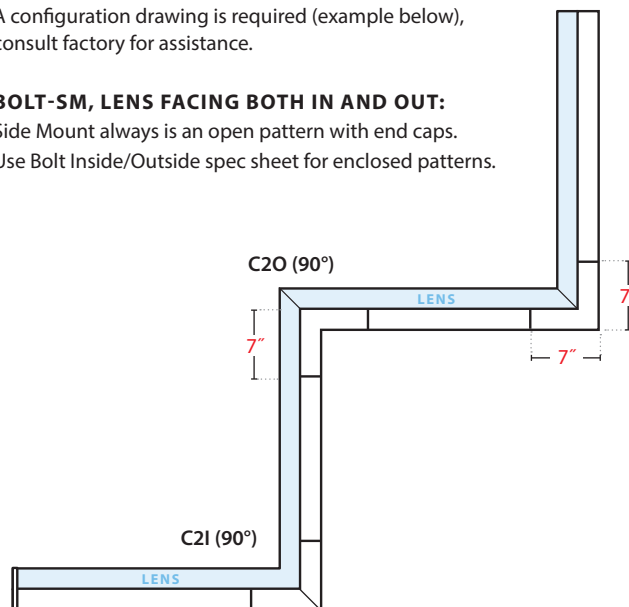 A configuration drawing is required (example below),
consult factory for assistance.
BOLT-SM, LENS FACING BOTH IN AND OUT:
Side Mount always is an open pattern with end caps.
Use Bolt Inside/Outside spec sheet for enclosed patterns.
C2O (90°)
LENS
7″
7″
7″
C2I (90°)
LENS